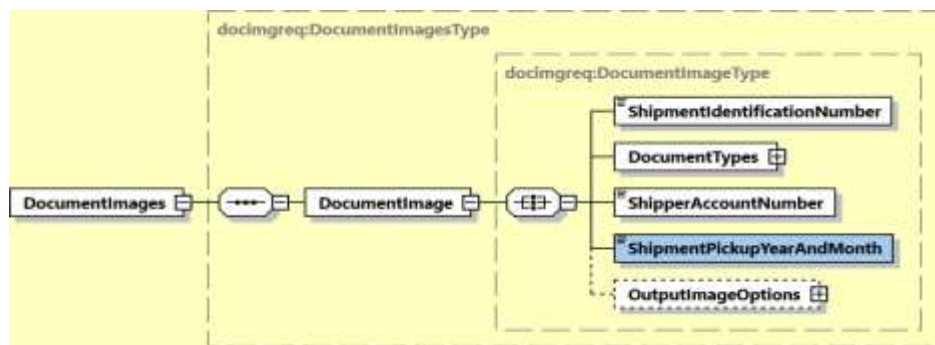 docimgreq:DocumentImagesType
docimgreq:DocumentImageType
ShipmentIdentificationNumber
DocumentTypes
DocumentImages
DocumentImage
ShipperAccountNumber
ShipmentPickupYearAndMonth
OutputImageOptions